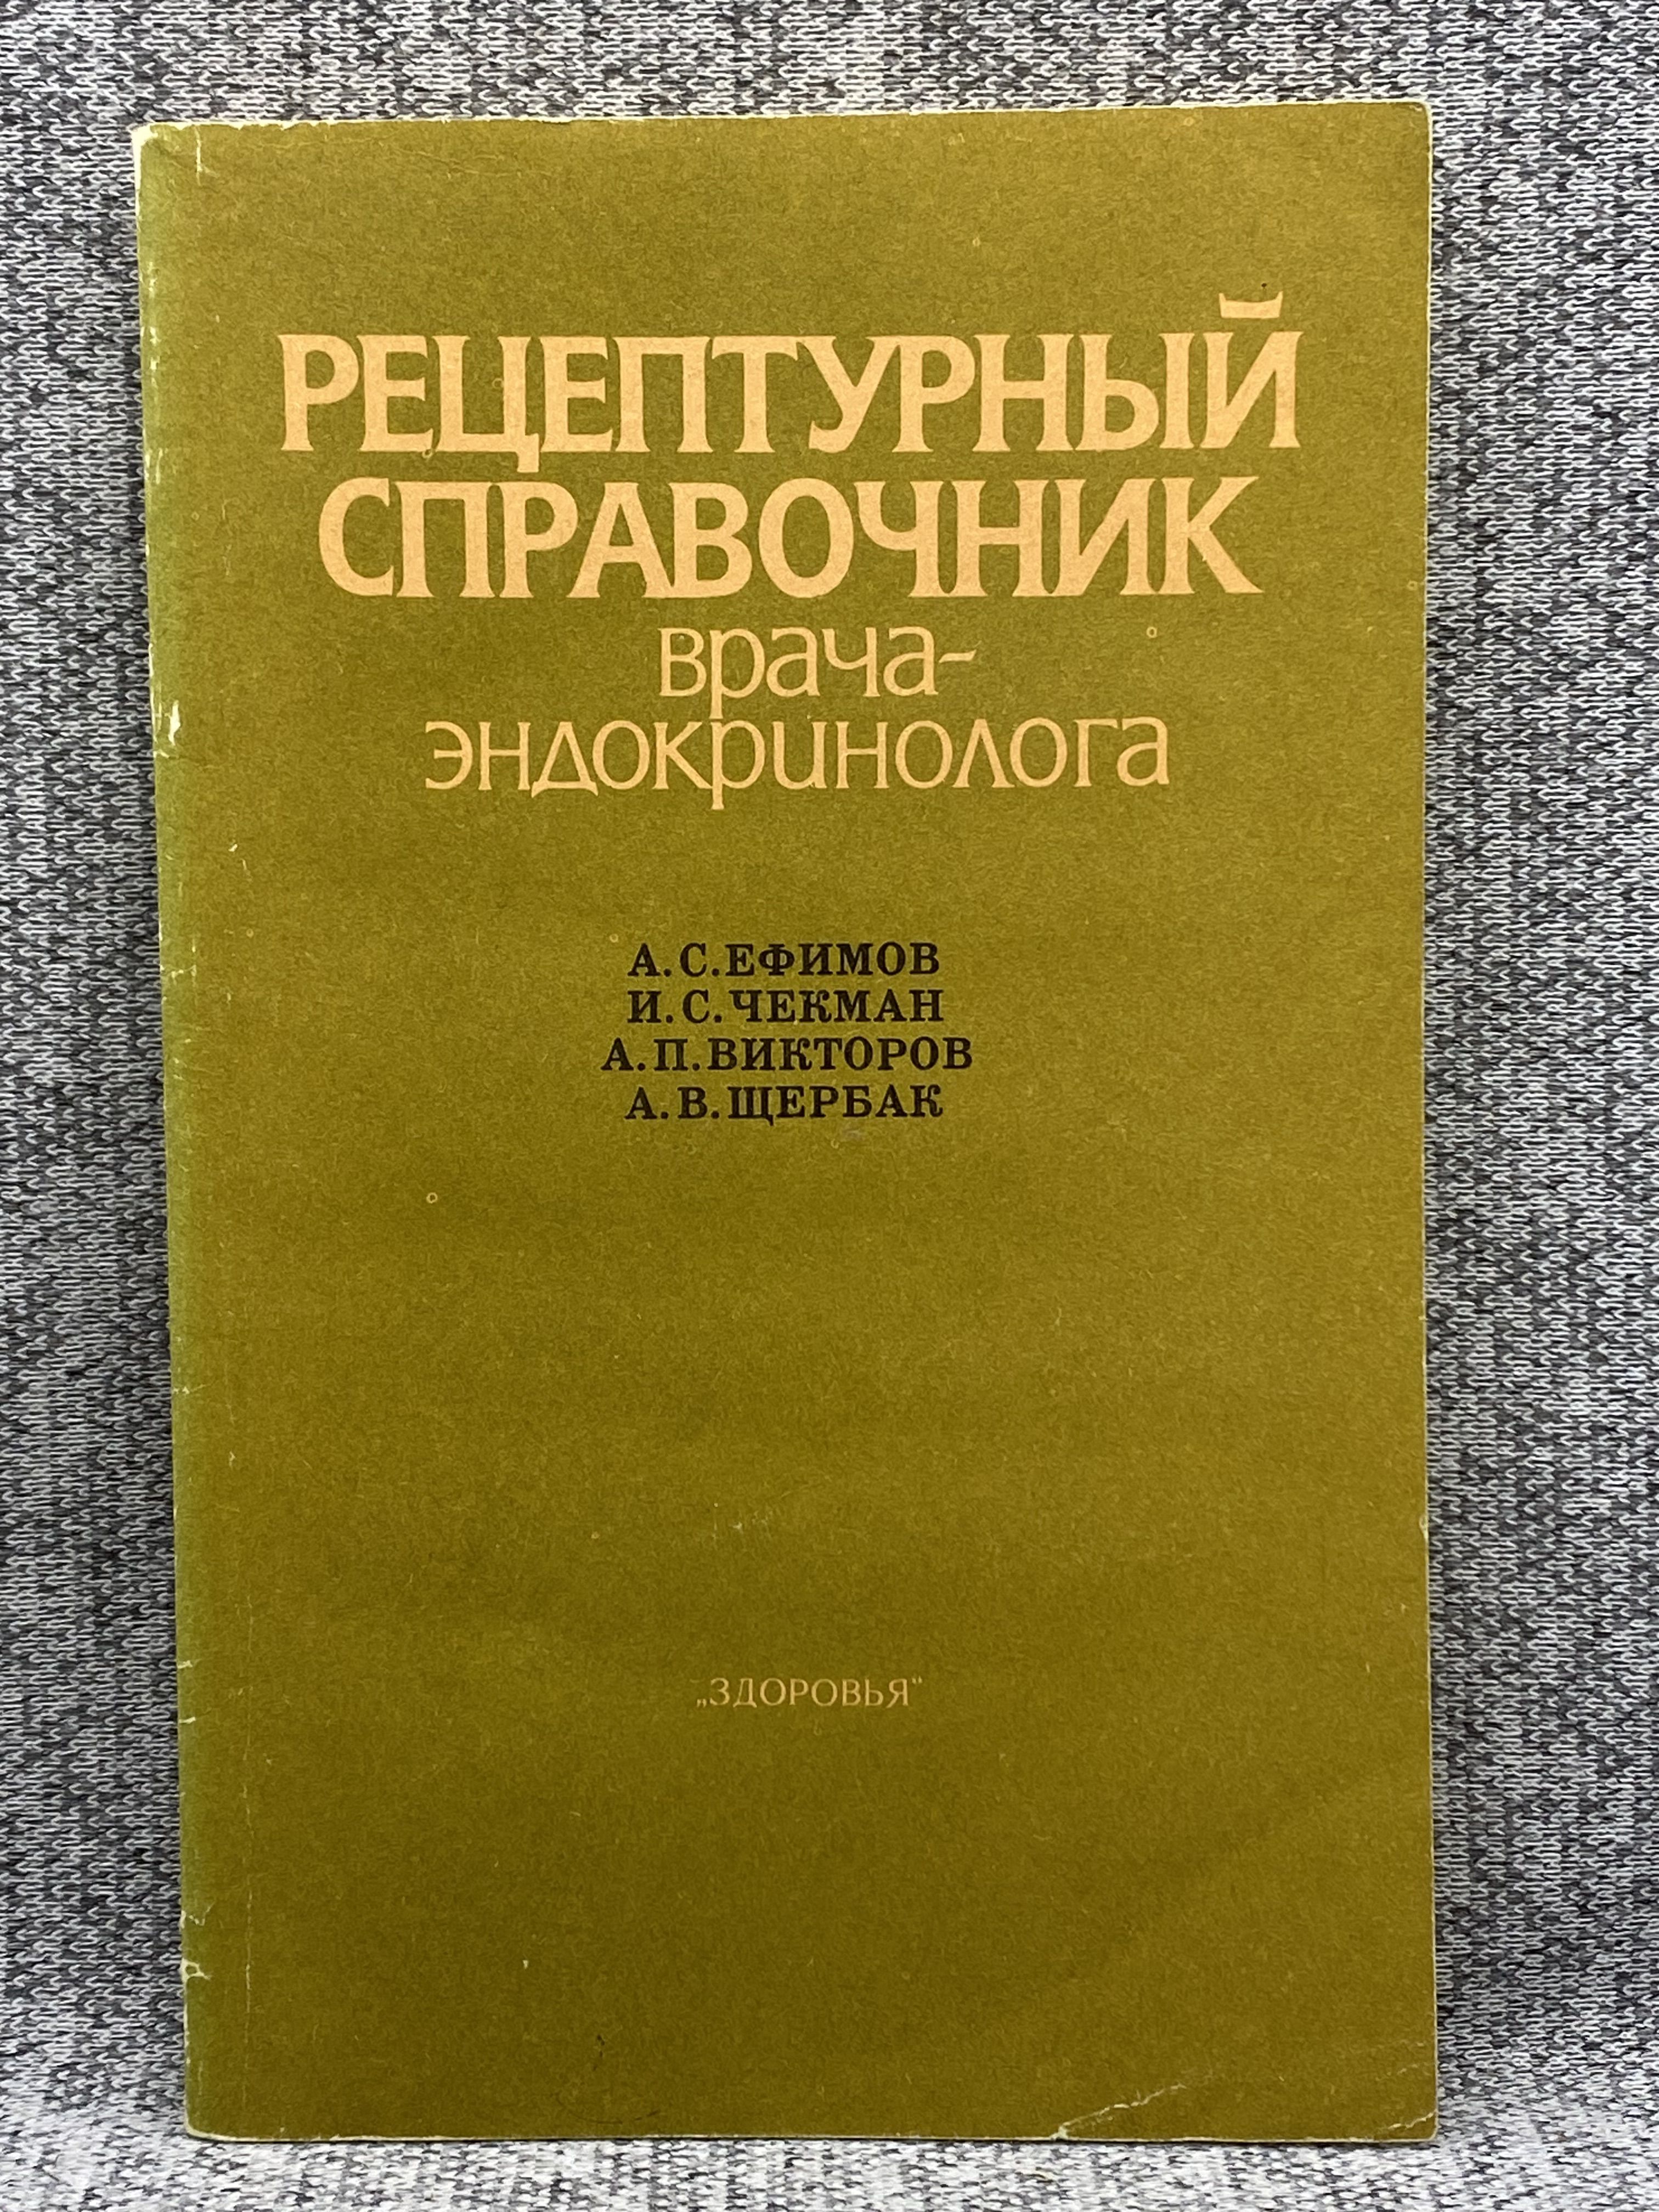 РЕЦЕПТУРНЫЙ
СПРАВОЧНИК
врача-
эндокринолога
А. С. ЕФИМОВ
И. С. ЧЕКМАН
А. П. ВИКТОРОВ
А. В. ЩЕРБАК
„ЗДОРОВЬЯ“